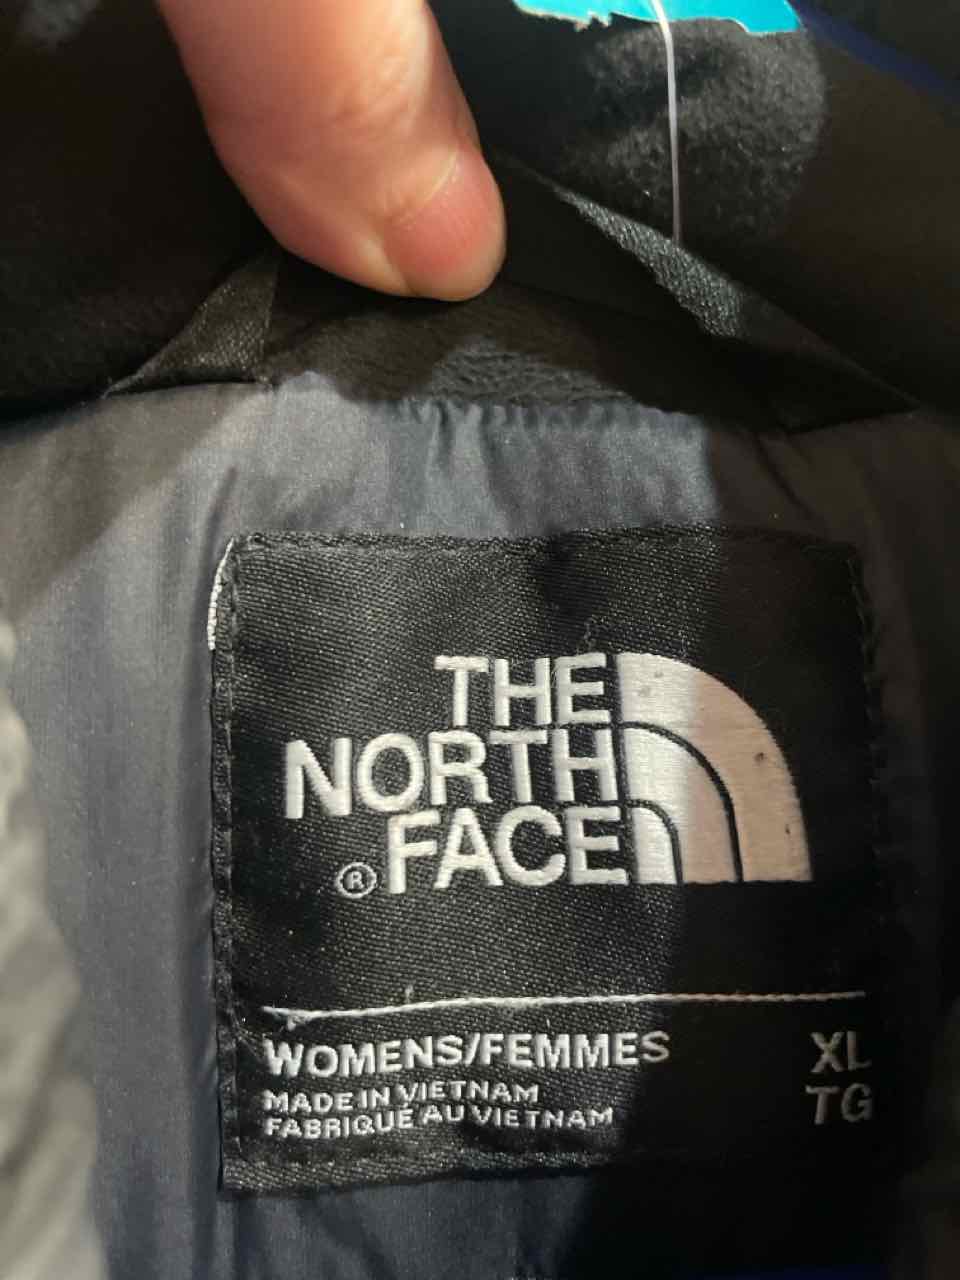 THE
NORTH
FACE
®
WOMENS/FEMMES XL
MADE IN VIETNAM TG
FABRIQUÉ AU VIETNAM